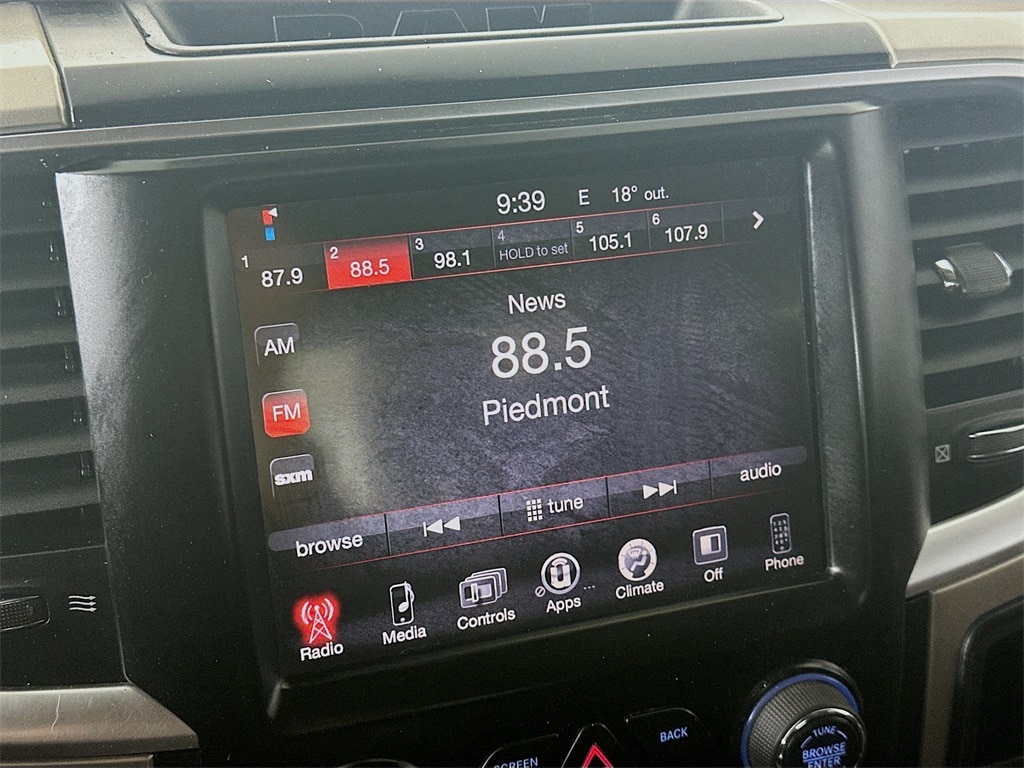 RAM
9:39 E 18° out.
1 87.9 2 88.5 3 98.1 4 HOLD to set 5 105.1 6 107.9
News
AM
88.5
FM
Piedmont
sxm
browse tune audio
Radio Media Controls Apps Climate Off Phone
SCREEN BACK
TUNE
BROWSE
ENTER